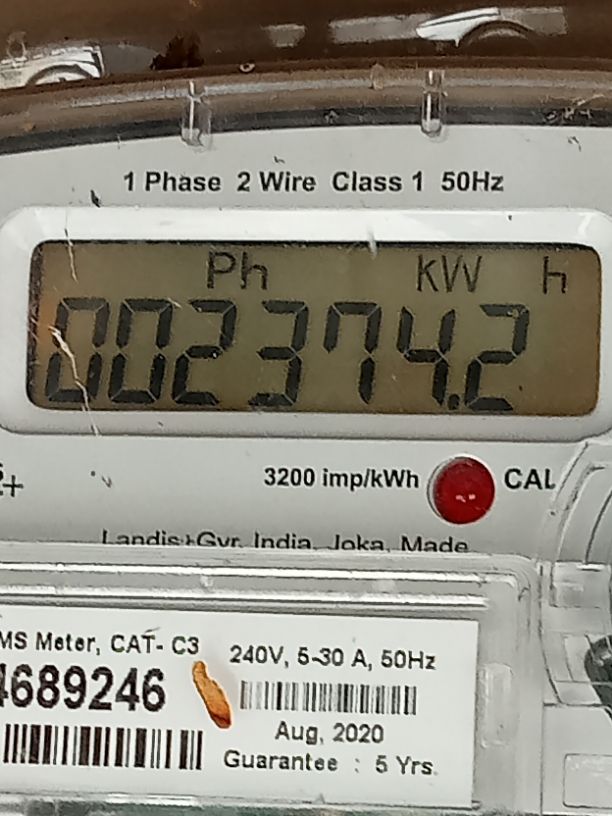 1 Phase 2 Wire Class 1 50Hz
Ph kW h
002374.2
3200 imp/kWh CAL
Landis+Gyr, India, Joka, Made
MS Meter, CAT- C3
240V, 5-30 A, 50Hz
4689246
Aug, 2020
Guarantee : 5 Yrs.